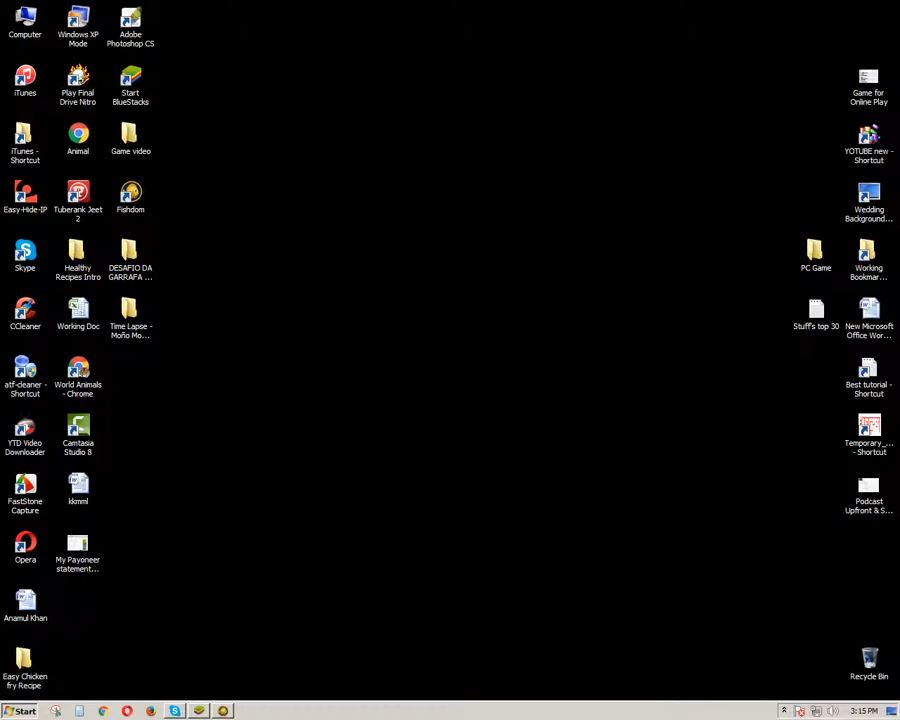 Computer
Windows XP
Mode
Adobe
Photoshop CS
iTunes
Play Final
Drive Nitro
Start
BlueStacks
Game for
Online Play
iTunes -
Shortcut
Animal
Game video
YOTUBE new -
Shortcut
Easy-Hide-IP
Tuberank Jeet
2
Fishdom
Wedding
Background...
Skype
Healthy
Recipes Intro
DESAFIO DA
GARRAFA ...
PC Game
Working
Bookmar...
CCleaner
Working Doc
Time Lapse -
Moño Mo...
Stuff's top 30
New Microsoft
Office Wor...
atf-cleaner -
Shortcut
World Animals
- Chrome
Best tutorial -
Shortcut
YTD Video
Downloader
Camtasia
Studio 8
Temporary_...
- Shortcut
FastStone
Capture
kkmml
Podcast
Upfront & S...
Opera
My Payoneer
statement...
Anamul Khan
Easy Chicken
fry Recipe
Recycle Bin
Start
3:15 PM